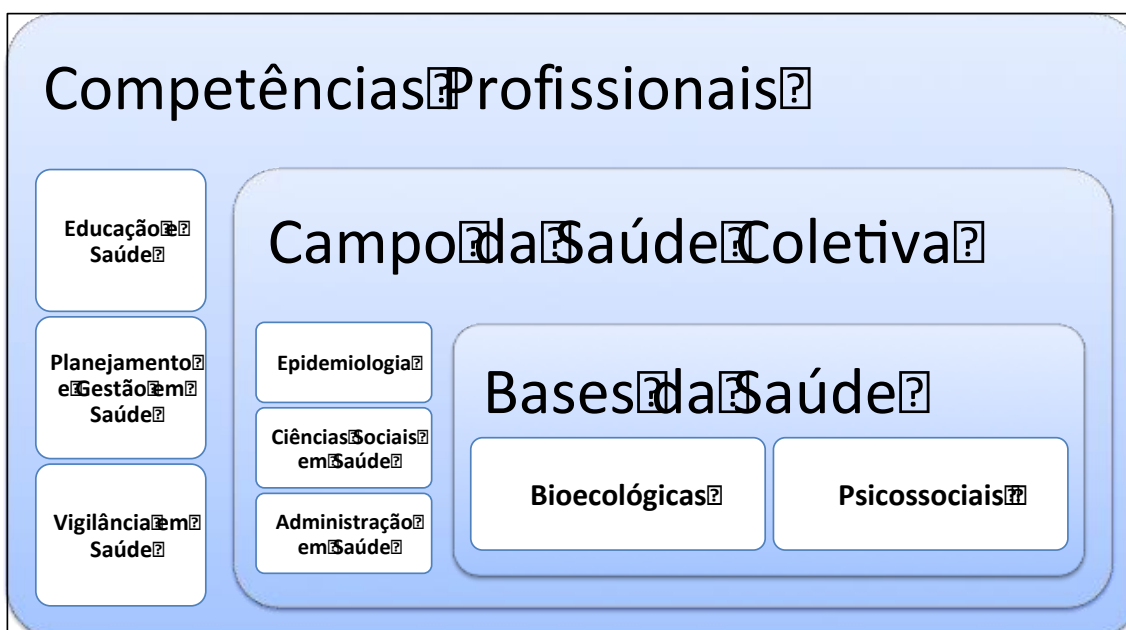 Competências Profissionais
Educação e
Saúde
Planejamento
e Gestão em
Saúde
Vigilância em
Saúde
Campo da Saúde Coletiva
Epidemiologia
Ciências Sociais
em Saúde
Administração
em Saúde
Bases da Saúde
Bioecológicas
Psicossociais